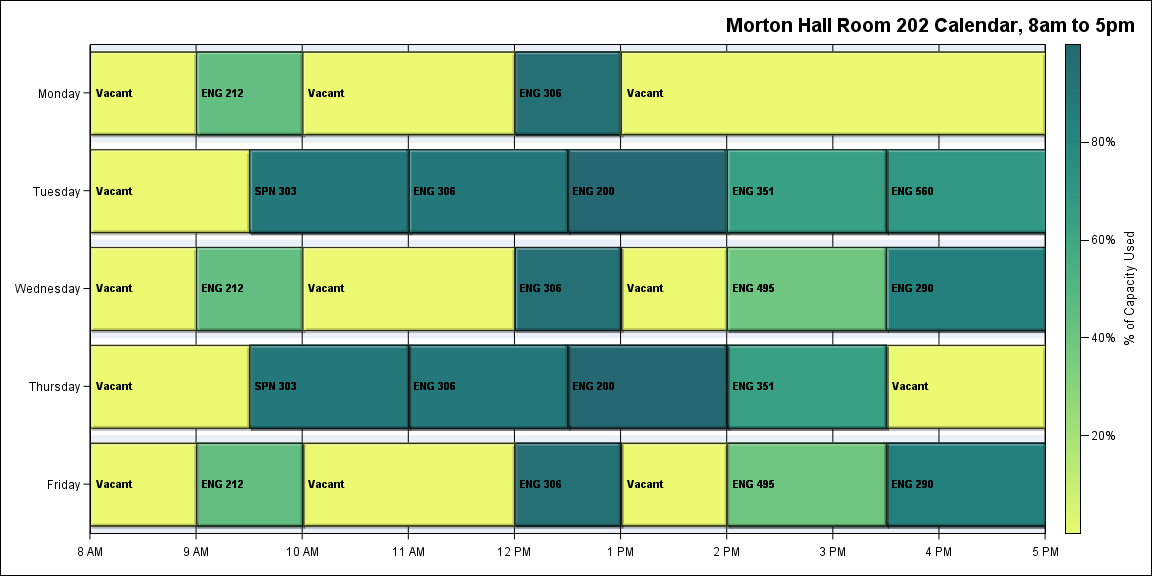 Morton Hall Room 202 Calendar, 8am to 5pm
Monday
Vacant
ENG 212
Vacant
ENG 306
Vacant
Tuesday
Vacant
SPN 303
ENG 306
ENG 200
ENG 351
ENG 560
Wednesday
Vacant
ENG 212
Vacant
ENG 306
Vacant
ENG 495
ENG 290
Thursday
Vacant
SPN 303
ENG 306
ENG 200
ENG 351
Vacant
Friday
Vacant
ENG 212
Vacant
ENG 306
Vacant
ENG 495
ENG 290
8 AM
9 AM
10 AM
11 AM
12 PM
1 PM
2 PM
3 PM
4 PM
5 PM
80%
60%
40%
20%
% of Capacity Used